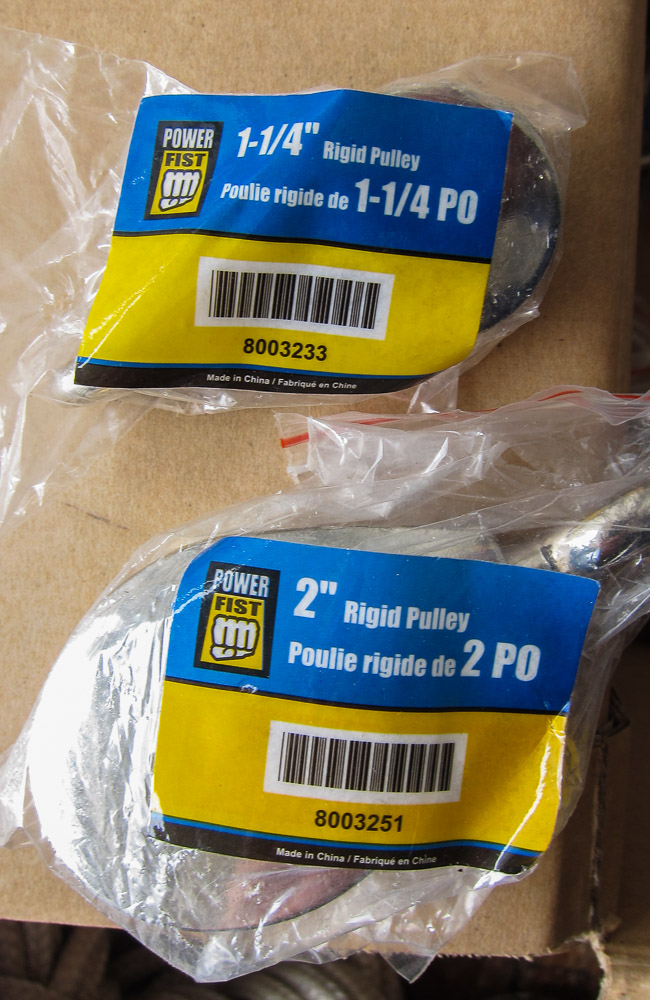 POWER
FIST
1-1/4" Rigid Pulley
Poulie rigide de 1-1/4 PO
8003233
Made in China / Fabriqué en Chine
POWER
FIST
2" Rigid Pulley
Poulie rigide de 2 PO
8003251
Made in China / Fabriqué en Chine